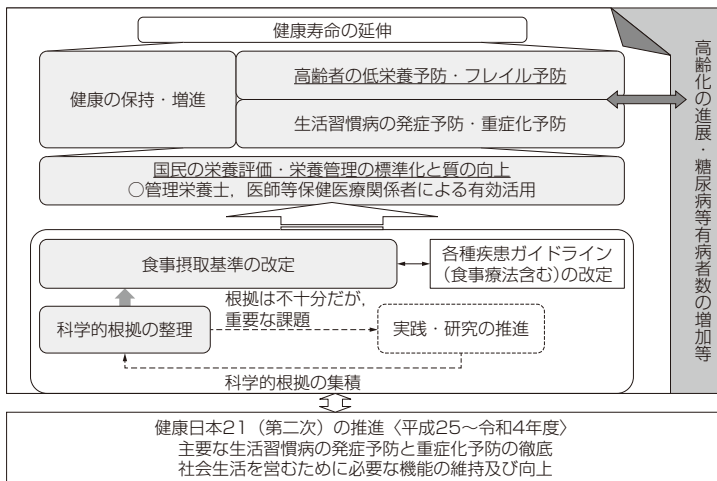 健康寿命の延伸
健康の保持・増進
高齢者の低栄養予防・フレイル予防
生活習慣病の発症予防・重症化予防
国民の栄養評価・栄養管理の標準化と質の向上
○管理栄養士，医師等保健医療関係者による有効活用
食事摂取基準の改定
各種疾患ガイドライン
（食事療法含む）の改定
根拠は不十分だが，
重要な課題
科学的根拠の整理
実践・研究の推進
科学的根拠の集積
高齢化の進展・糖尿病等有病者数の増加等
健康日本21（第二次）の推進〈平成25～令和4年度〉
主要な生活習慣病の発症予防と重症化予防の徹底
社会生活を営むために必要な機能の維持及び向上